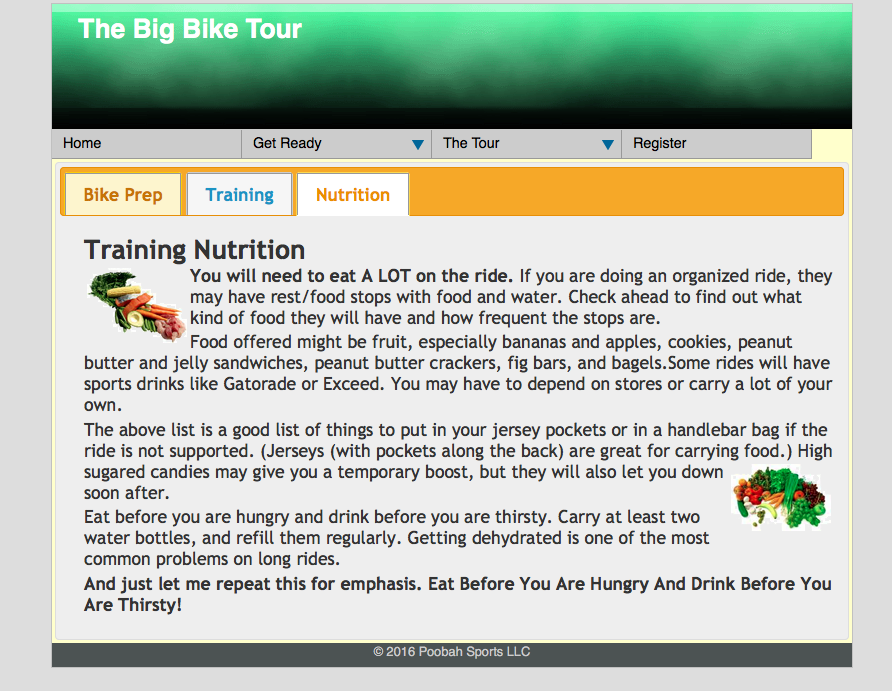 The Big Bike Tour
Home
Get Ready
The Tour
Register
Bike Prep
Training
Nutrition
Training Nutrition
You will need to eat A LOT on the ride. If you are doing an organized ride, they
may have rest/food stops with food and water. Check ahead to find out what
kind of food they will have and how frequent the stops are.
Food offered might be fruit, especially bananas and apples, cookies, peanut
butter and jelly sandwiches, peanut butter crackers, fig bars, and bagels.Some rides will have
sports drinks like Gatorade or Exceed. You may have to depend on stores or carry a lot of your
own.
The above list is a good list of things to put in your jersey pockets or in a handlebar bag if the
ride is not supported. (Jerseys (with pockets along the back) are great for carrying food.) High
sugared candies may give you a temporary boost, but they will also let you down
soon after.
Eat before you are hungry and drink before you are thirsty. Carry at least two
water bottles, and refill them regularly. Getting dehydrated is one of the most
common problems on long rides.
And just let me repeat this for emphasis. Eat Before You Are Hungry And Drink Before You
Are Thirsty!
© 2016 Poobah Sports LLC